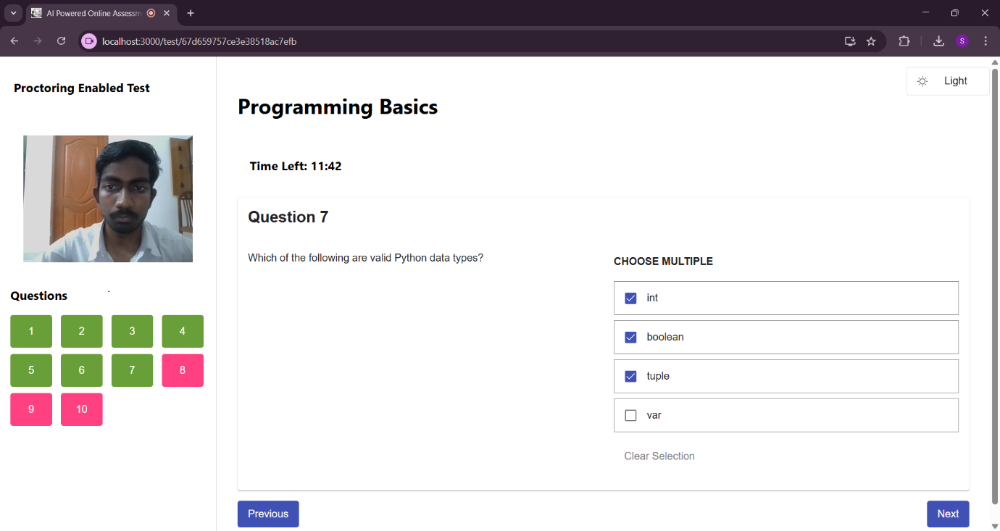 AI Powered Online Assessm
localhost:3000/test/67d659757ce3e38518ac7efb
S
Proctoring Enabled Test
Light
Programming Basics
Time Left: 11:42
Question 7
Which of the following are valid Python data types?
CHOOSE MULTIPLE
int
boolean
tuple
var
Clear Selection
Questions
1 2 3 4
5 6 7 8
9 10
Previous
Next